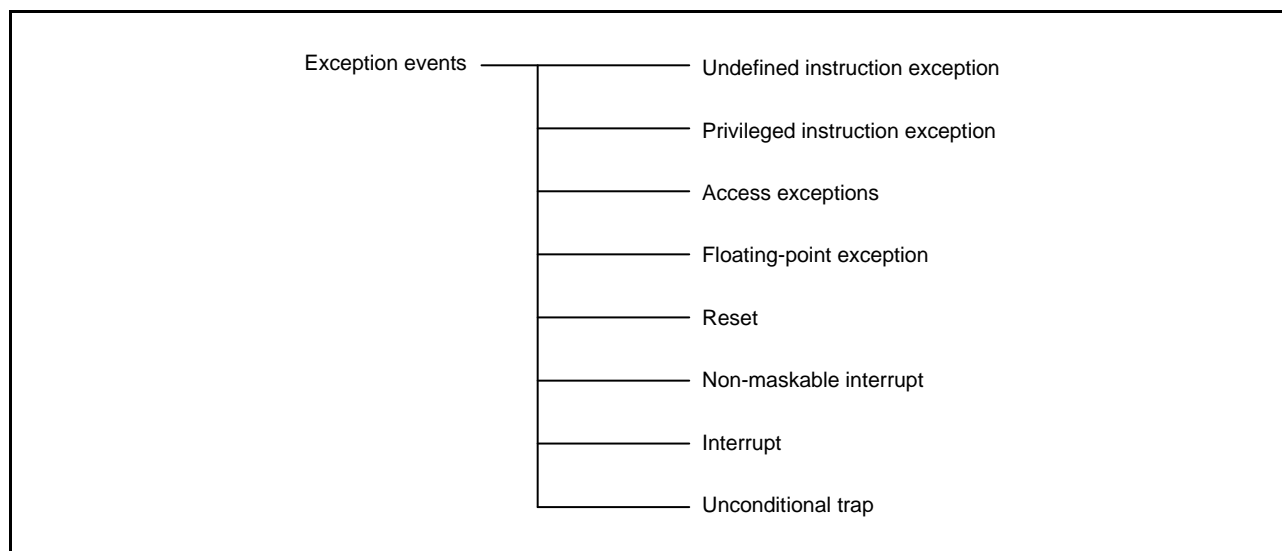 Exception events
Undefined instruction exception
Privileged instruction exception
Access exceptions
Floating-point exception
Reset
Non-maskable interrupt
Interrupt
Unconditional trap